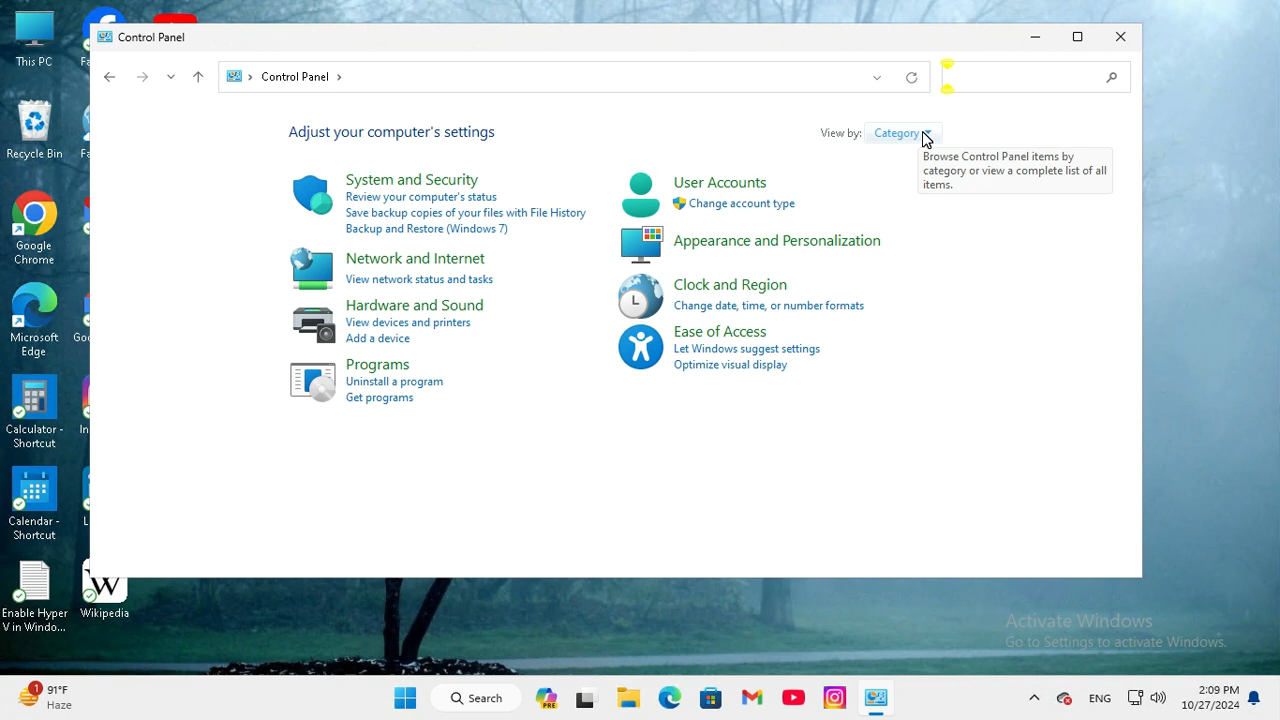 This PC
Recycle Bin
Google
Chrome
Microsoft
Edge
Calculator -
Shortcut
Calendar -
Shortcut
Enable Hyper
V in Windo...
W
Wikipedia
Control Panel
Control Panel
Adjust your computer's settings
View by: Category
Browse Control Panel items by
category or view a complete list of all
items.
System and Security
Review your computer's status
Save backup copies of your files with File History
Backup and Restore (Windows 7)
Network and Internet
View network status and tasks
Hardware and Sound
View devices and printers
Add a device
Programs
Uninstall a program
Get programs
User Accounts
Change account type
Appearance and Personalization
Clock and Region
Change date, time, or number formats
Ease of Access
Let Windows suggest settings
Optimize visual display
Activate Windows
Go to Settings to activate Windows.
1
91°F
Haze
Search
PRE
ENG
2:09 PM
10/27/2024